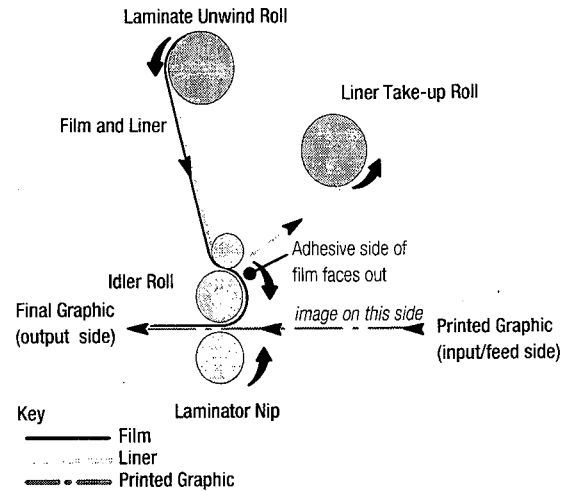 Laminate Unwind Roll
Liner Take-up Roll
Film and Liner
Adhesive side of
film faces out
Idler Roll
image on this side
Final Graphic
(output side)
Printed Graphic
(input/feed side)
Laminator Nip
Key
Film
Liner
Printed Graphic